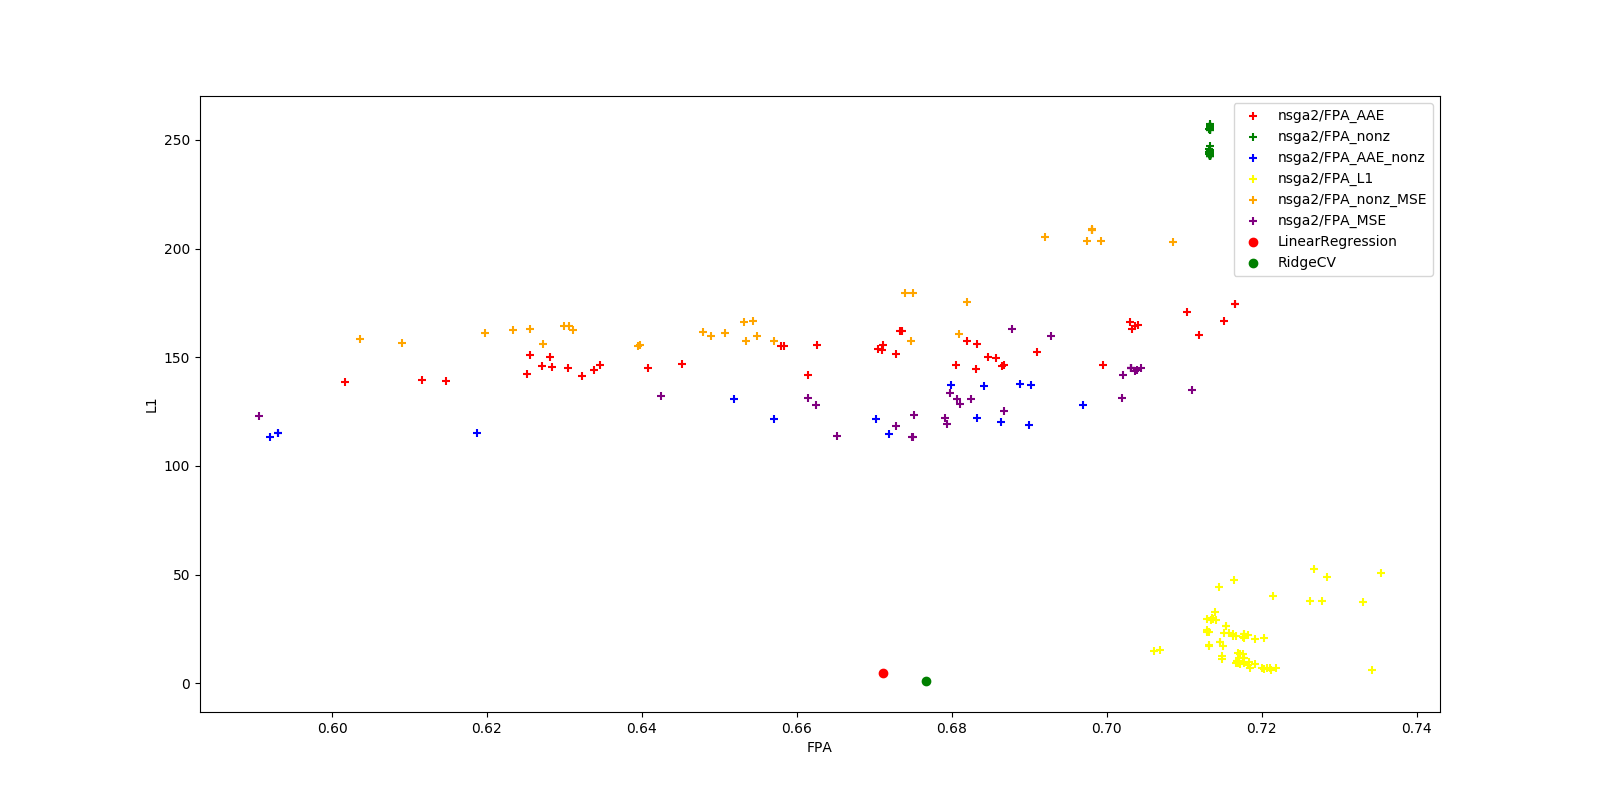 250
200
150
100
50
0
L1
0.60
0.62
0.64
0.66
0.68
0.70
0.72
0.74
FPA
nsga2/FPA_AAE
nsga2/FPA_nonz
nsga2/FPA_AAE_nonz
nsga2/FPA_L1
nsga2/FPA_nonz_MSE
nsga2/FPA_MSE
LinearRegression
RidgeCV